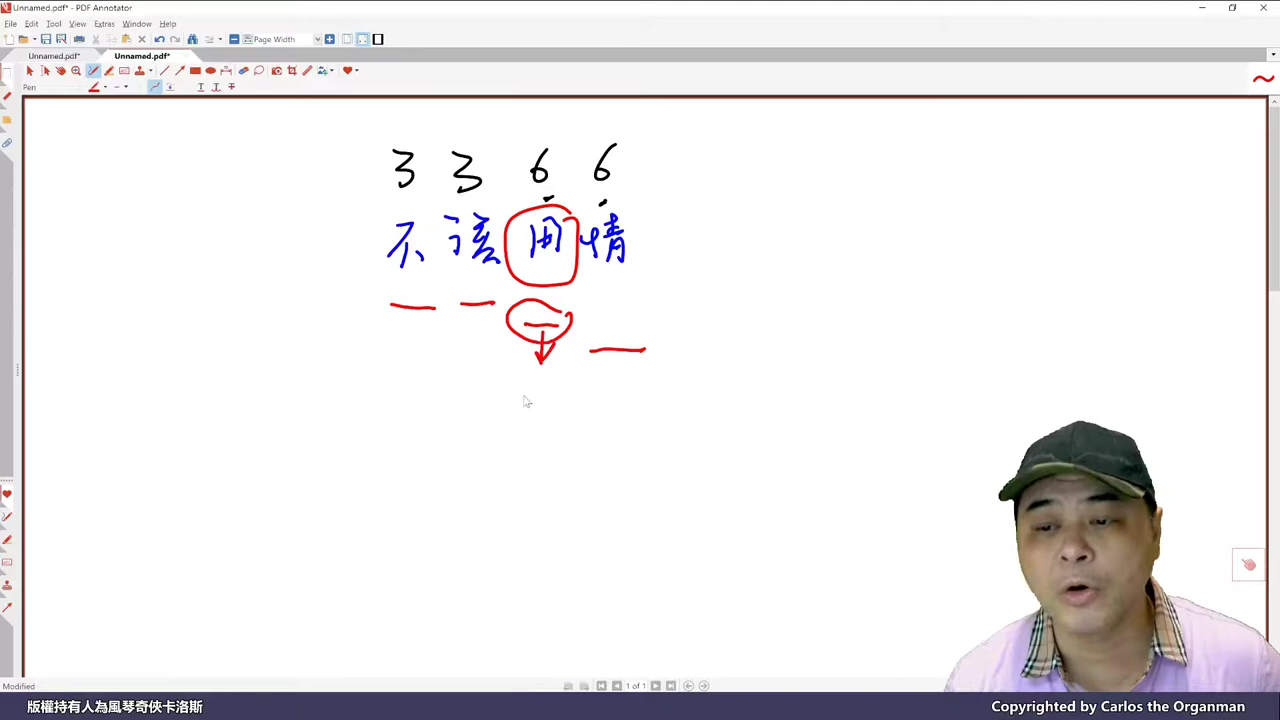 Unnamed.pdf* - PDF Annotator
File Edit Tool View Extras Window Help
Page Width
Unnamed.pdf* Unnamed.pdf*
Pen
3 3 6 6
不 该 用 情
Modified
1 of 1
版權持有人為風琴奇俠卡洛斯
Copyrighted by Carlos the Organman